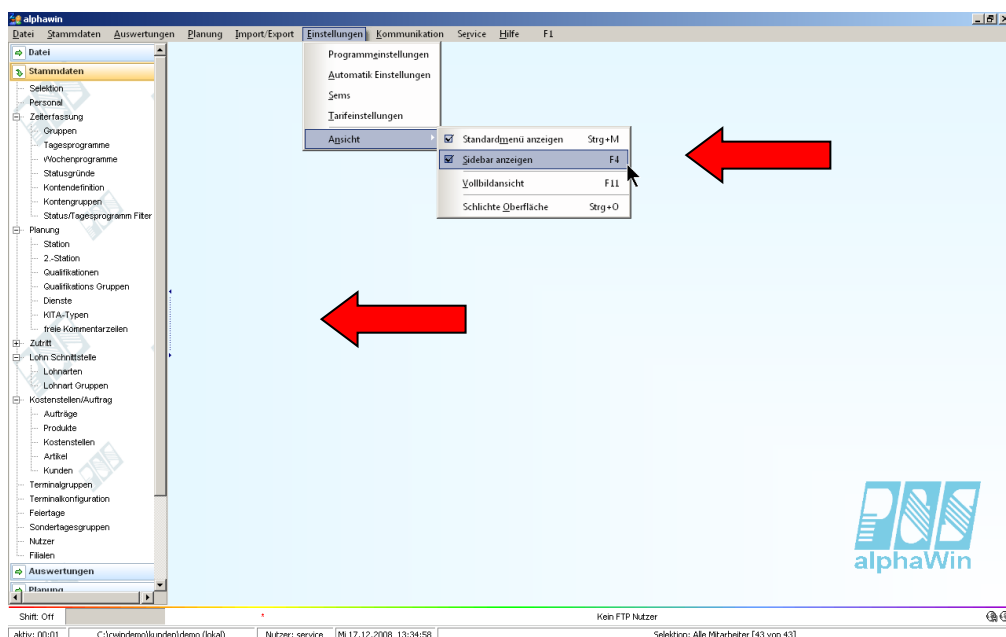 alphawin
Datei Stammdaten Auswertungen Planung Import/Export Einstellungen Kommunikation Service Hilfe F1
Datei
Stammdaten
Selektion
Personal
Zeiterfassung
Gruppen
Tagesprogramme
Wochenprogramme
Statusgründe
Kontendefinition
Kontengruppen
Status/Tagesprogramm Filter
Planung
Station
2.-Station
Qualifikationen
Qualifikations Gruppen
Dienste
KITA-Typen
freie Kommentarzeilen
Zutritt
Lohn Schnittstelle
Lohnarten
Lohnart Gruppen
Kostenstellen/Auftrag
Aufträge
Produkte
Kostenstellen
Artikel
Kunden
Terminalgruppen
Terminalkonfiguration
Feiertage
Sondertagesgruppen
Nutzer
Filialen
Auswertungen
Planung
Programmeinstellungen
Automatik Einstellungen
Sems
Tarifeinstellungen
Ansicht
Standardmenü anzeigen Strg+M
Sidebar anzeigen F4
Vollbildansicht F11
Schlichte Oberfläche Strg+O
PCS
alphaWin
Shift: Off * Kein FTP Nutzer
aktiv: 00:01 C:\cwindemo\kunden\demo (lokal) Nutzer: service Mi 17.12.2008 13:34:58 Selektion: Alle Mitarbeiter [43 von 43]